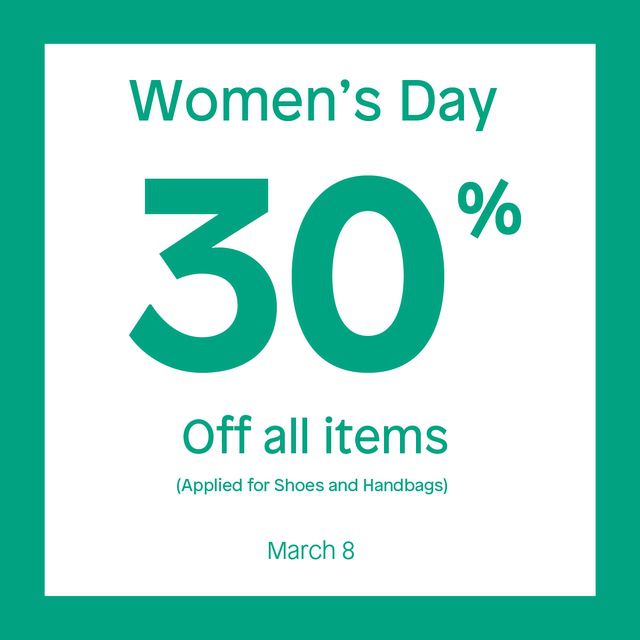 Women’s Day
30%
Off all items
(Applied for Shoes and Handbags)
March 8